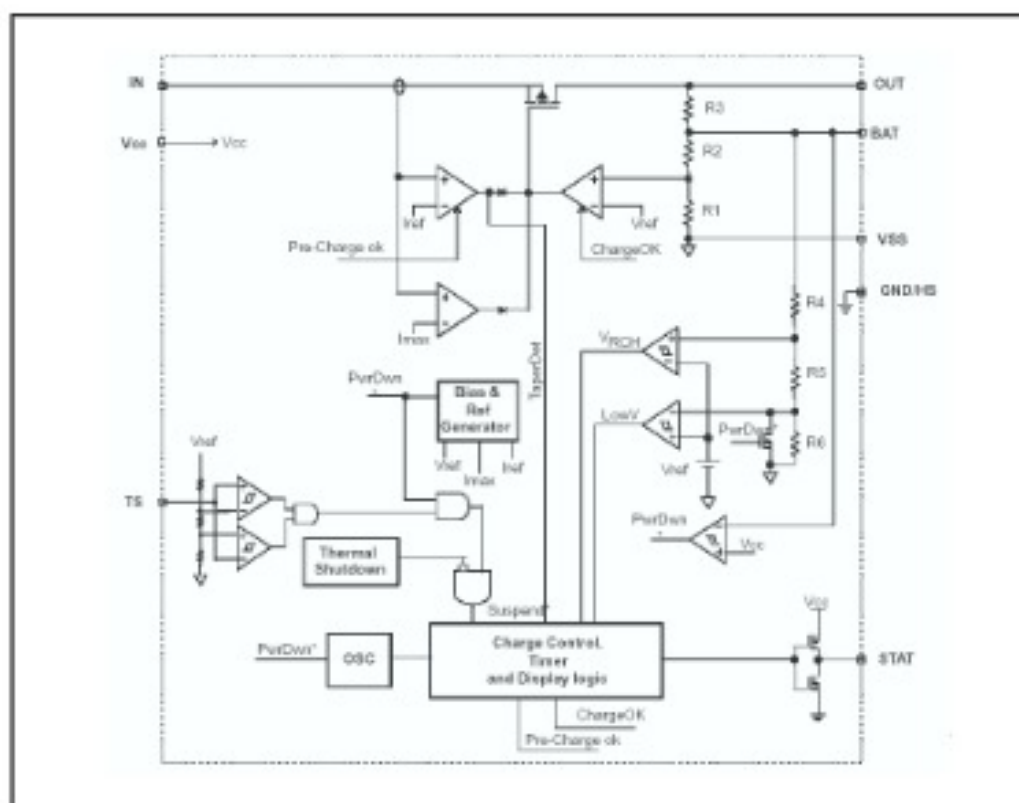 IN
OUT
R3
Vcc
Vcc
BAT
R2
R1
Iref
Vref
Pre-Charge ok
ChargeOK
VSS
GND/HS
R4
Imax
VRCH
TaperDet
PwrDwn
Bias &
Ref
Generator
R5
LowV
PwrDwn
R6
Vref
Vref
Imax
Iref
Vref
TS
PwrDwn
Vcc
Thermal
Shutdown
Suspend*
Vcc
PwrDwn*
OSC
Charge Control,
Timer
and Display logic
STAT
ChargeOK
Pre-Charge ok